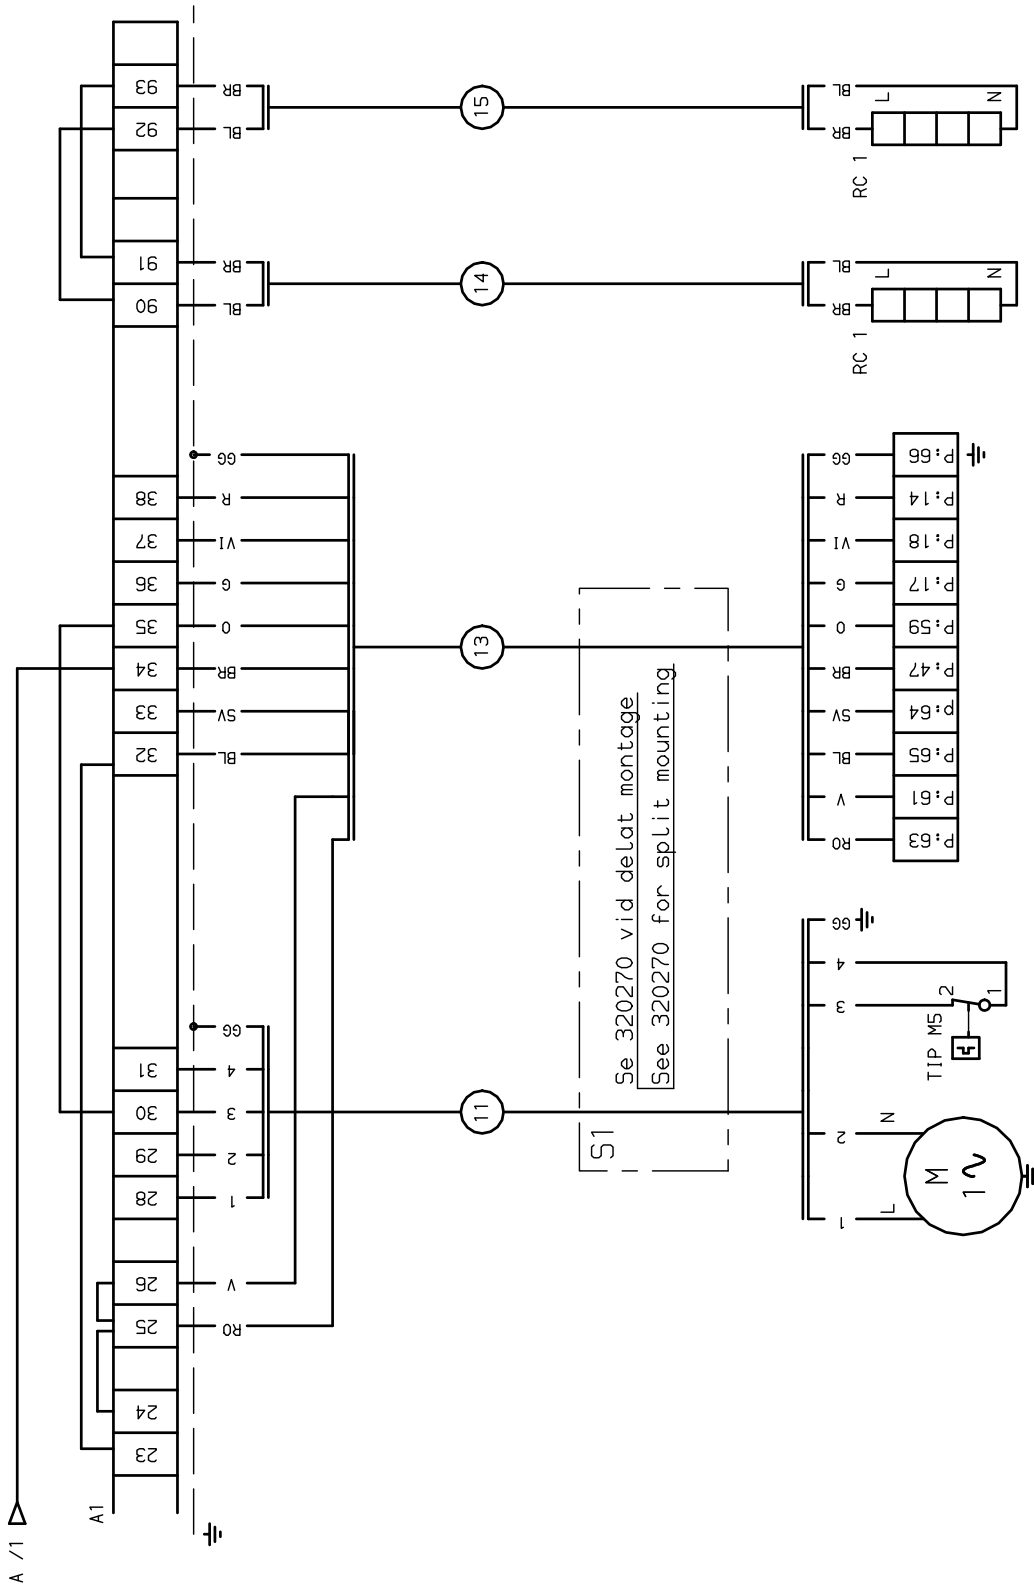 A /1
A1
23
24
25
26
28
29
30
31
32
33
34
35
36
37
38
90
91
92
93
RO
V
1
2
3
4
GG
BL
SV
BR
O
G
VI
R
GG
BL
BR
BL
BR
11
13
14
15
S1
Se 320270 vid delat montage
See 320270 for split mounting
1
2
3
4
GG
RO
V
BL
SV
BR
O
G
VI
R
GG
BR
BL
BR
BL
L
N
M
1∿
TIP M5
2
1
P:63
P:61
P:65
P:64
P:47
P:59
P:17
P:18
P:14
P:66
RC 1
L
N
RC 1
L
N